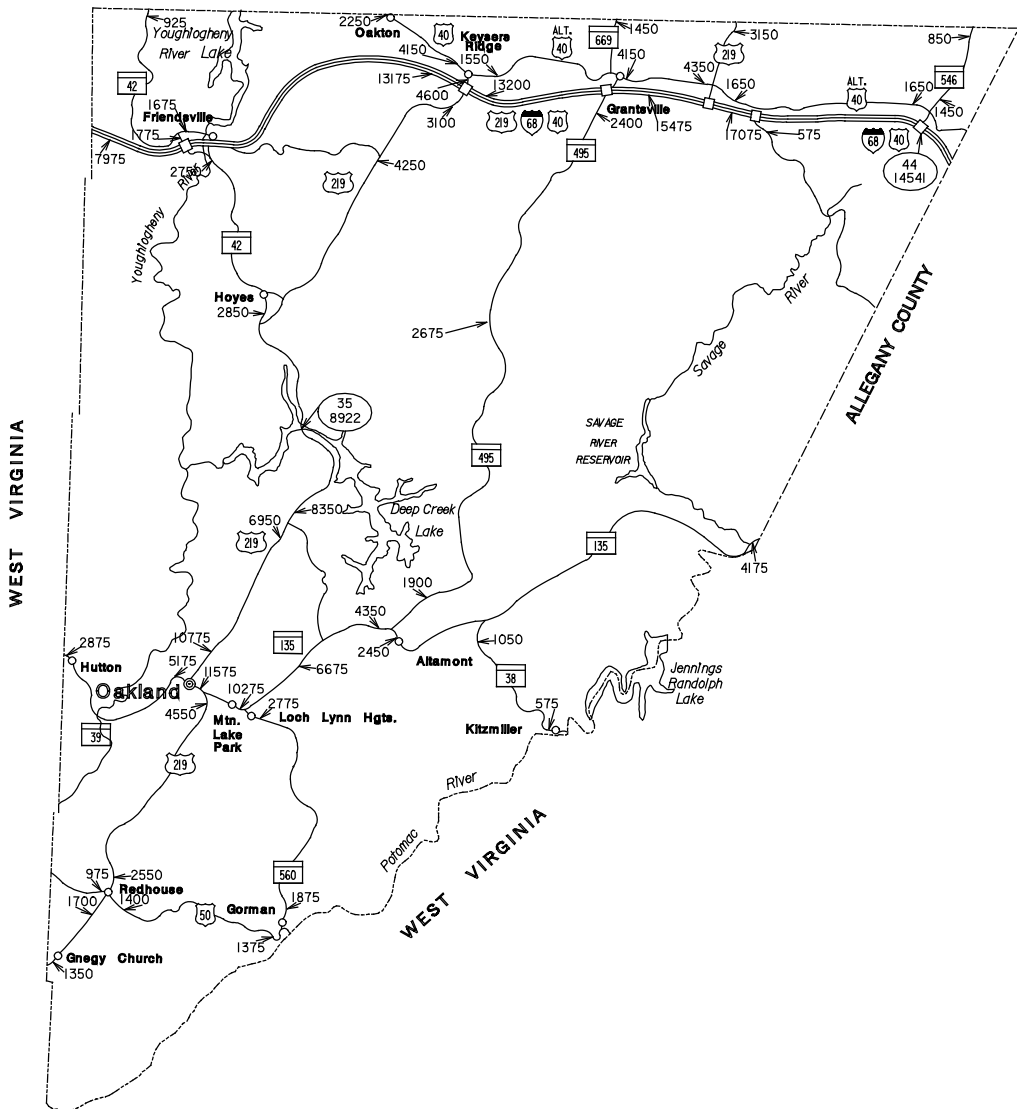 925
Youghiogheny
River Lake
42
2250
Oakton
40
4150
Keysers
Ridge
1550
ALT.
40
669
1450
4150
3150
219
4350
1650
850
546
ALT.
40
1650
1450
13175
4600
3100
13200
219
68
40
Grantsville
2400
15475
17075
575
68
40
44
14541
1675
Friendsville
1775
7975
2750
River
Youghiogheny
495
4250
219
42
Hoyes
2850
2675
Savage
River
ALLEGANY COUNTY
35
8922
SAVAGE
RIVER
RESERVOIR
495
WEST VIRGINIA
Deep Creek
Lake
8350
6950
219
135
4175
1900
4350
2450
Altamont
10775
135
6675
1050
38
2875
Hutton
5175
11575
Oakland
4550
10275
2775
Mtn.
Lake
Park
Loch Lynn Hgts.
39
219
575
Kitzmiller
Jennings
Randolph
Lake
River
Potomac
WEST VIRGINIA
560
975
2550
Redhouse
1700
1400
50
Gorman
1875
1375
Gnegy Church
1350